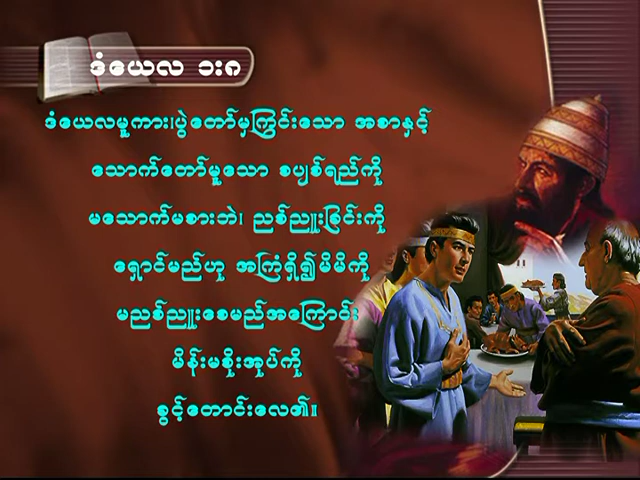 ဒံယေလ ၁း၈
ဒံယေလမူကား၊ပွဲတော်မှကြွင်းသော အစာနှင့်
သောက်တော်မူသော စပျစ်ရည်ကို
မသောက်မစားဘဲ၊ ညစ်ညူးခြင်းကို
ရှောင်မည်ဟု အကြံရှိ၍မိမိကို
မညစ်ညူးစေမည်အကြောင်း
မိန်းမစိုးအုပ်ကို
စွင့်တောင်းလေ၏။